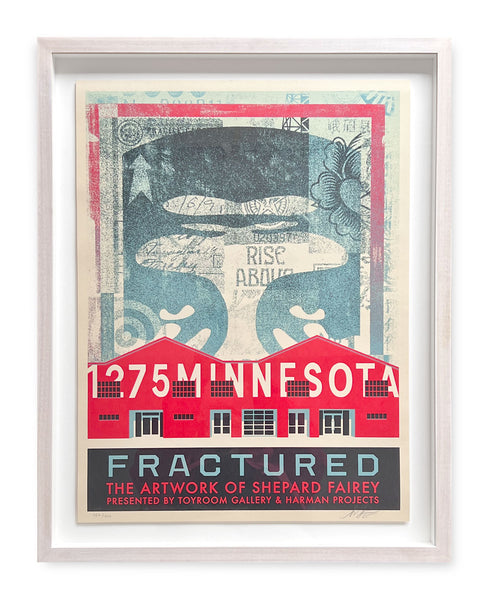 RISE
ABOVE
1275MINNESOTA
FRACTURED
THE ARTWORK OF SHEPARD FAIREY
PRESENTED BY TOYROOM GALLERY & HARMAN PROJECTS